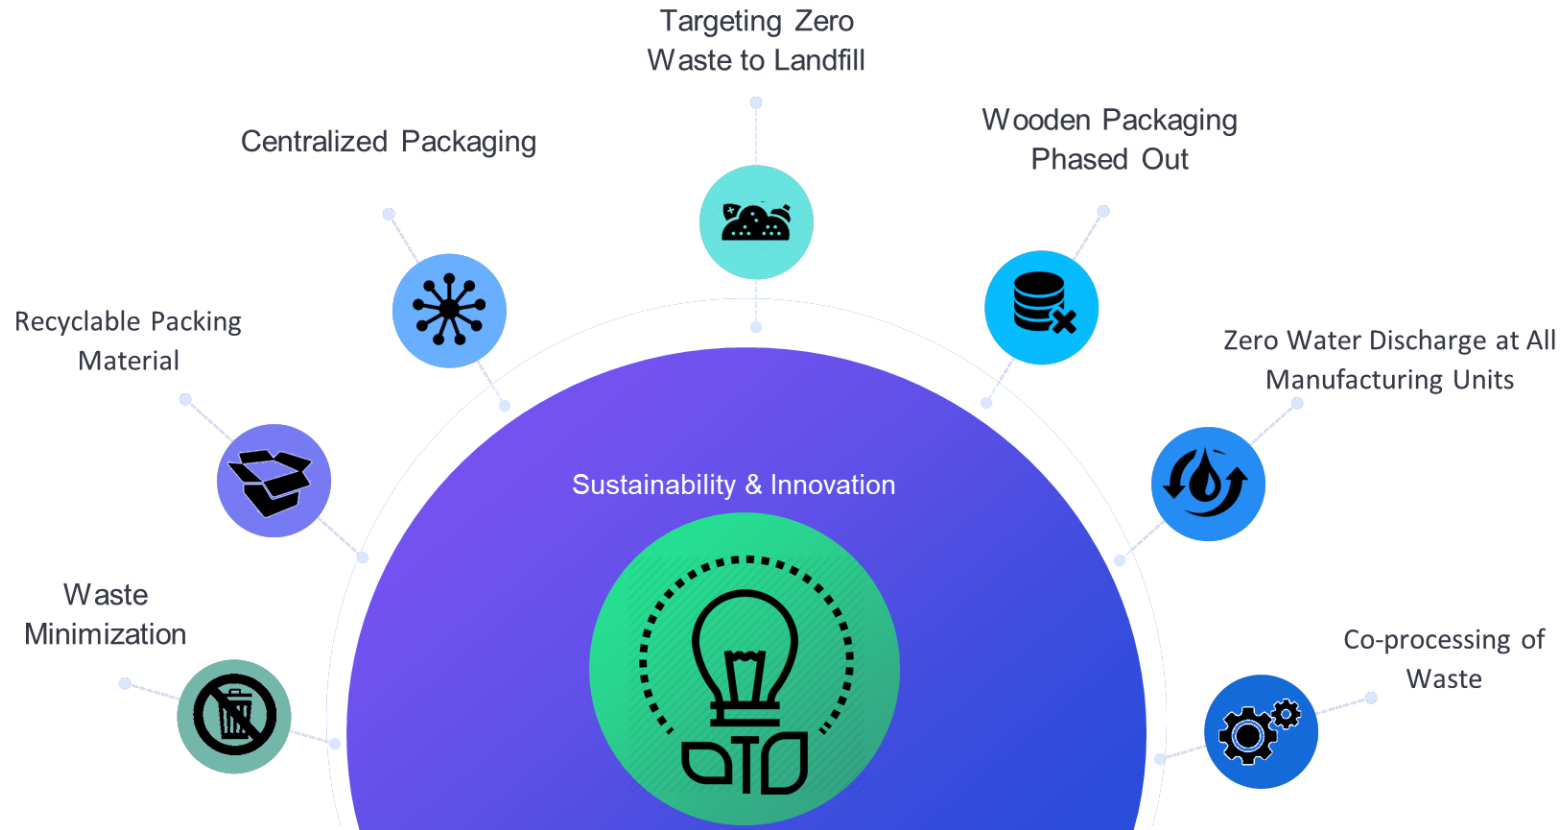 Targeting Zero
Waste to Landfill
Wooden Packaging
Phased Out
Centralized Packaging
Recyclable Packing
Material
Zero Water Discharge at All
Manufacturing Units
Sustainability & Innovation
Waste
Minimization
Co-processing of
Waste